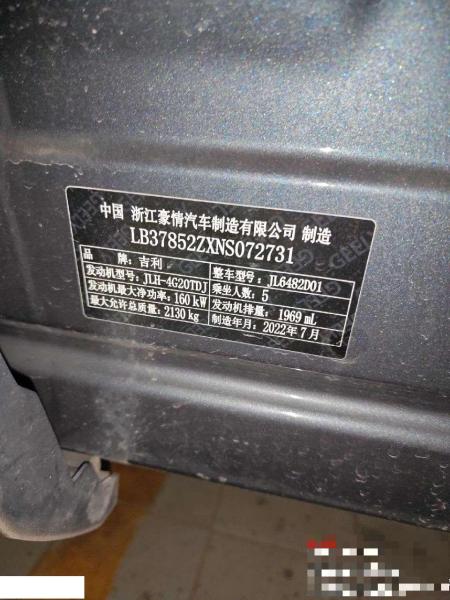 中国 浙江豪情汽车制造有限公司 制造
LB37852ZXNS072731
品 牌：吉利 整车型号：JL6482D01
发动机型号：JLH-4G20TDJ 乘坐人数：5
发动机最大净功率：160 kW 发动机排量：1969 mL
最大允许总质量：2130 kg 制造年月：2022年7月